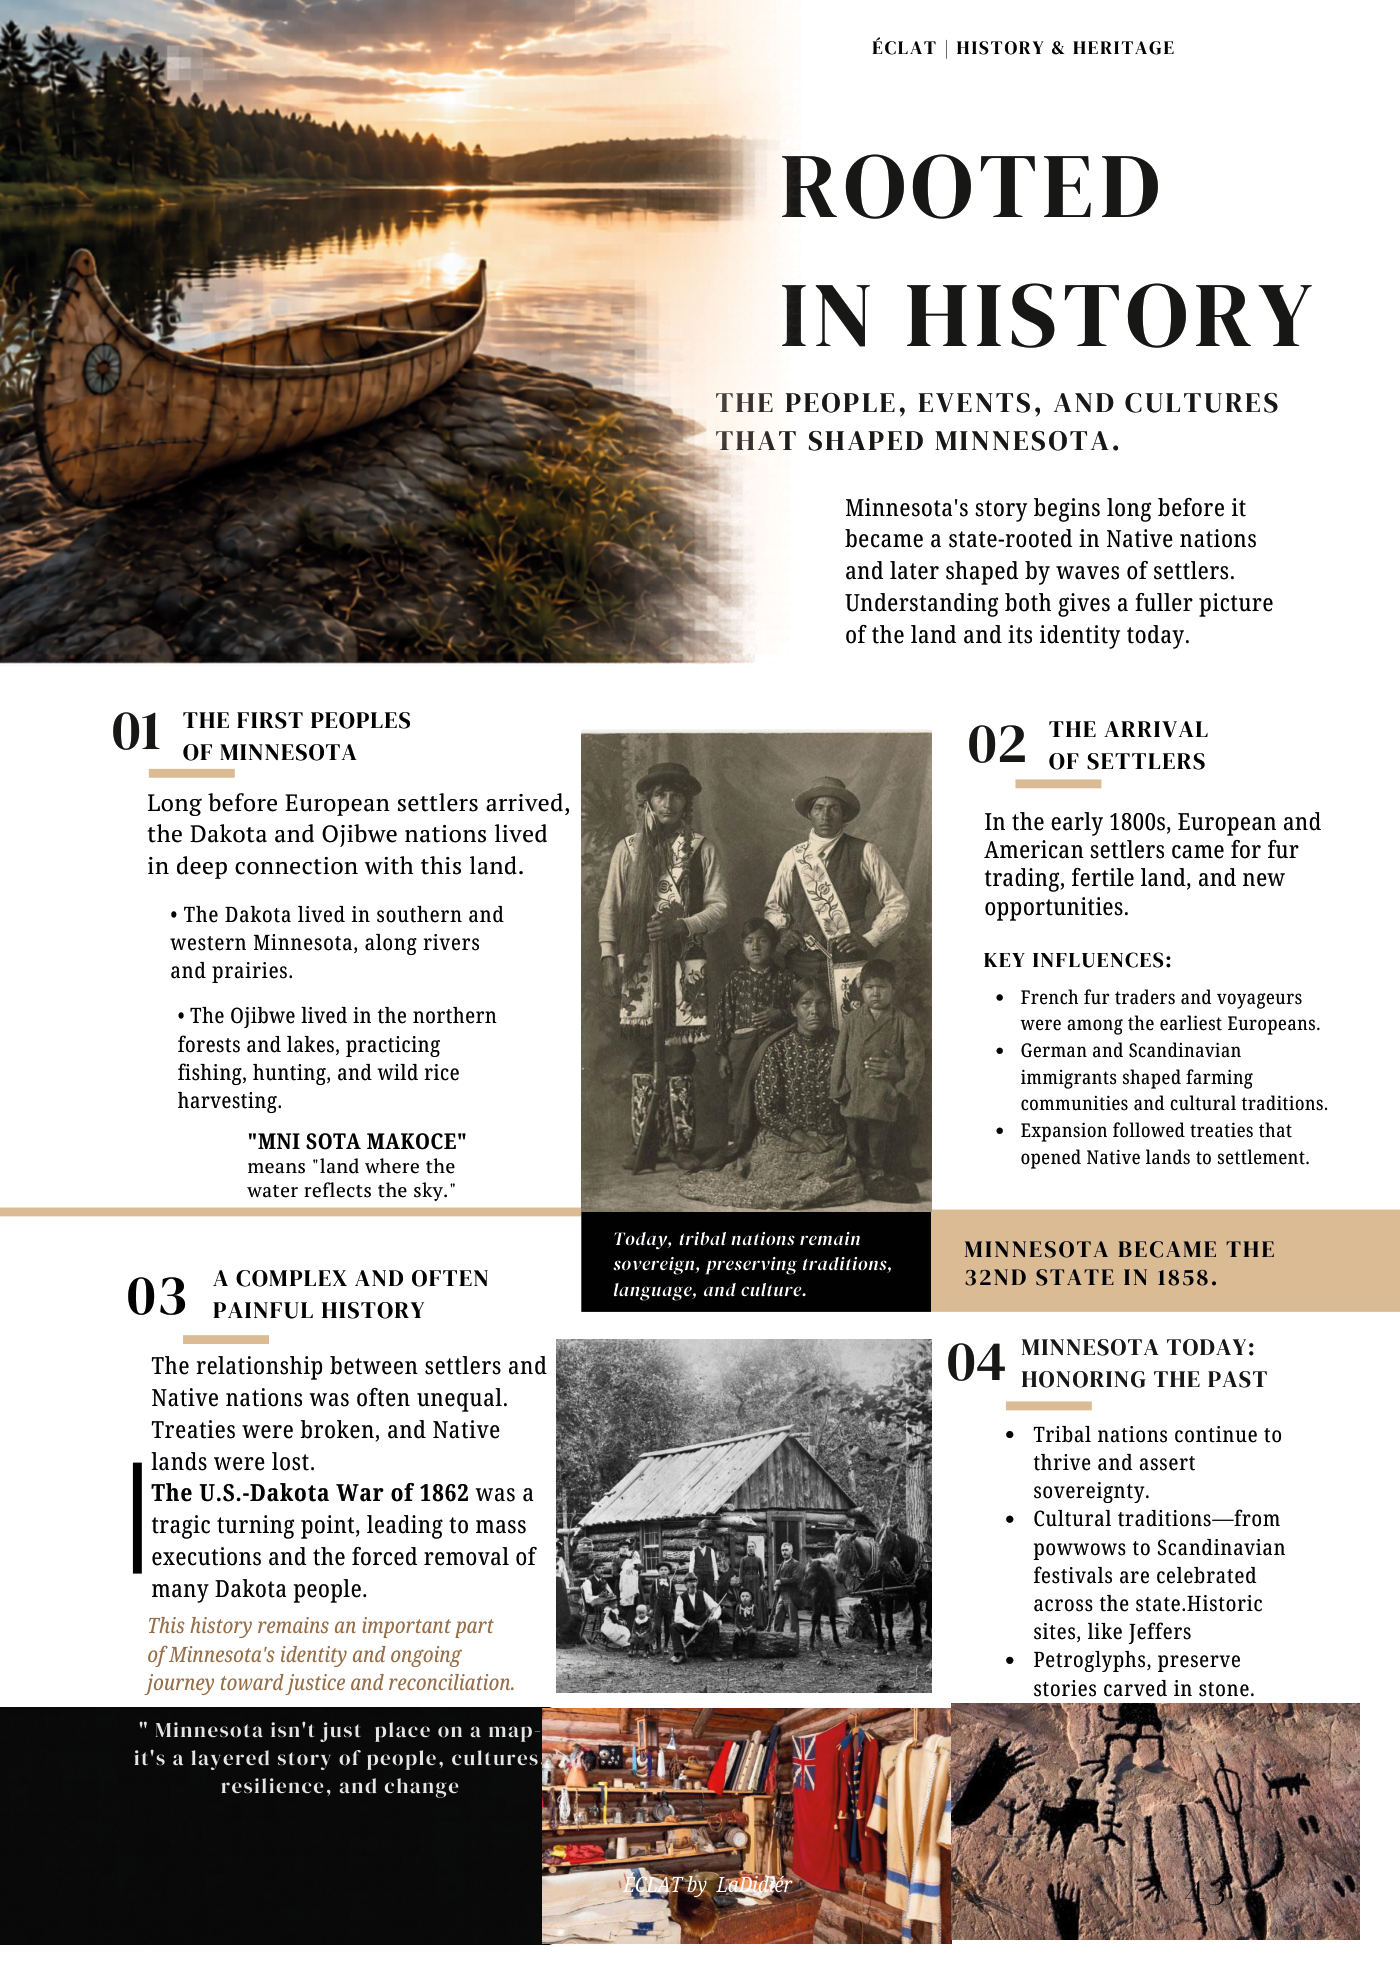 ÉCLAT | HISTORY & HERITAGE
ROOTED
IN HISTORY
THE PEOPLE, EVENTS, AND CULTURES
THAT SHAPED MINNESOTA.
Minnesota's story begins long before it
became a state-rooted in Native nations
and later shaped by waves of settlers.
Understanding both gives a fuller picture
of the land and its identity today.
01 THE FIRST PEOPLES
OF MINNESOTA
Long before European settlers arrived,
the Dakota and Ojibwe nations lived
in deep connection with this land.
• The Dakota lived in southern and
western Minnesota, along rivers
and prairies.
• The Ojibwe lived in the northern
forests and lakes, practicing
fishing, hunting, and wild rice
harvesting.
"MNI SOTA MAKOCE"
means "land where the
water reflects the sky."
02 THE ARRIVAL
OF SETTLERS
In the early 1800s, European and
American settlers came for fur
trading, fertile land, and new
opportunities.
KEY INFLUENCES:
• French fur traders and voyageurs
were among the earliest Europeans.
• German and Scandinavian
immigrants shaped farming
communities and cultural traditions.
• Expansion followed treaties that
opened Native lands to settlement.
Today, tribal nations remain
sovereign, preserving traditions,
language, and culture.
MINNESOTA BECAME THE
32ND STATE IN 1858.
03 A COMPLEX AND OFTEN
PAINFUL HISTORY
The relationship between settlers and
Native nations was often unequal.
Treaties were broken, and Native
lands were lost.
The U.S.-Dakota War of 1862 was a
tragic turning point, leading to mass
executions and the forced removal of
many Dakota people.
This history remains an important part
of Minnesota's identity and ongoing
journey toward justice and reconciliation.
04 MINNESOTA TODAY:
HONORING THE PAST
• Tribal nations continue to
thrive and assert
sovereignty.
• Cultural traditions—from
powwows to Scandinavian
festivals are celebrated
across the state.Historic
sites, like Jeffers
• Petroglyphs, preserve
stories carved in stone.
" Minnesota isn't just place on a map-
it's a layered story of people, cultures,
resilience, and change
ÉCLAT by LaDidiér
43